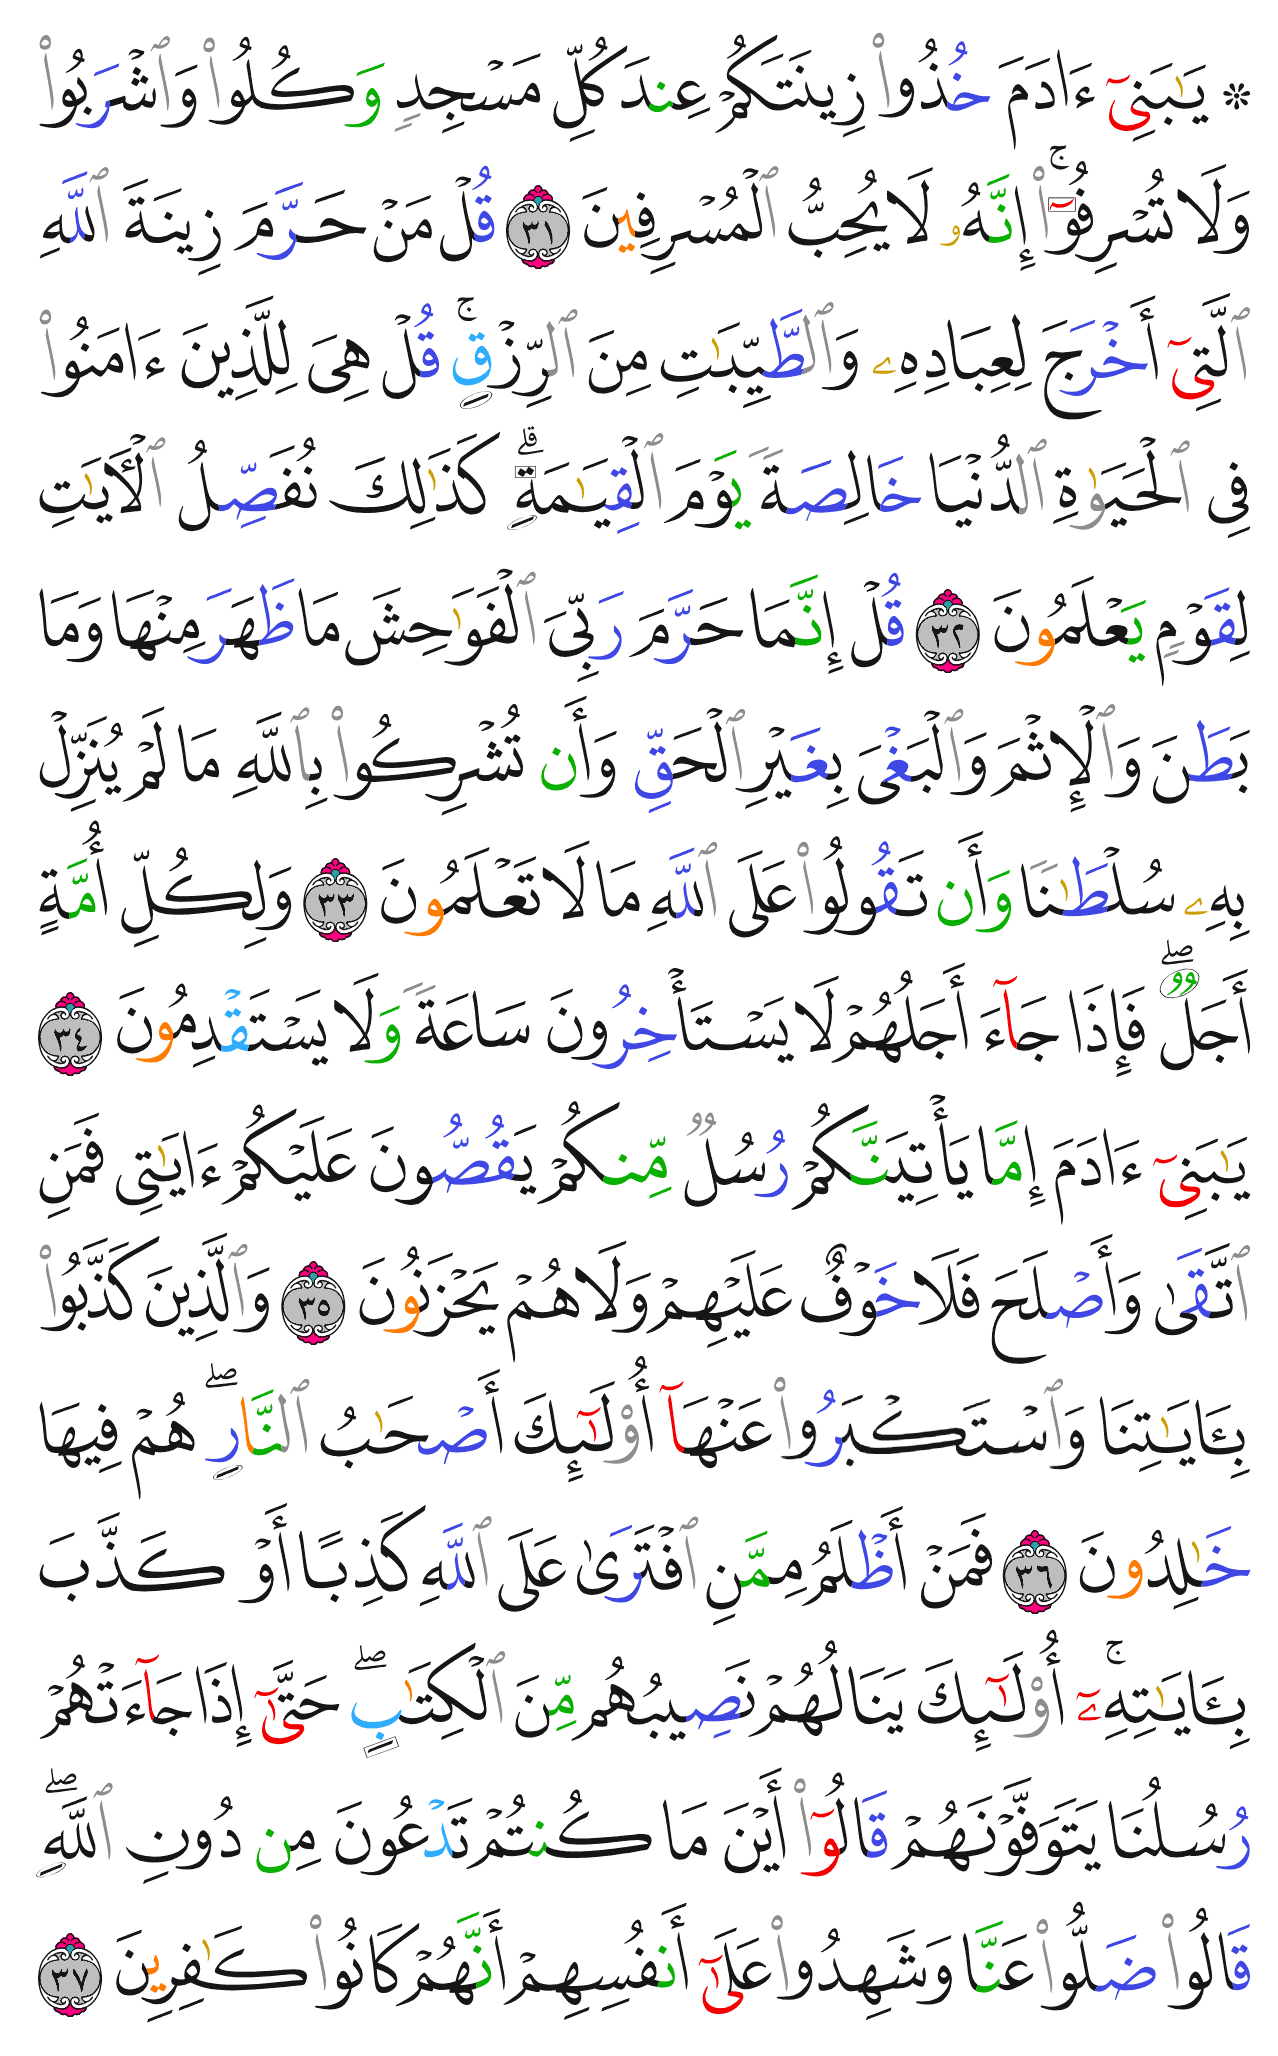 ۞ يَـٰبَنِىٓ ءَادَمَ خُذُوا۟ زِينَتَكُمْ عِندَ كُلِّ مَسْجِدٍ وَكُلُوا۟ وَٱشْرَبُوا۟
وَلَا تُسْرِفُوٓا۟ ۚ إِنَّهُۥ لَا يُحِبُّ ٱلْمُسْرِفِينَ ٣١ قُلْ مَنْ حَرَّمَ زِينَةَ ٱللَّهِ
ٱلَّتِىٓ أَخْرَجَ لِعِبَادِهِۦ وَٱلطَّيِّبَـٰتِ مِنَ ٱلرِّزْقِ ۚ قُلْ هِىَ لِلَّذِينَ ءَامَنُوا۟
فِى ٱلْحَيَوٰةِ ٱلدُّنْيَا خَالِصَةً يَوْمَ ٱلْقِيَـٰمَةِ ۗ كَذَٰلِكَ نُفَصِّلُ ٱلْـَٔايَـٰتِ
لِقَوْمٍ يَعْلَمُونَ ٣٢ قُلْ إِنَّمَا حَرَّمَ رَبِّىَ ٱلْفَوَٰحِشَ مَا ظَهَرَ مِنْهَا وَمَا
بَطَنَ وَٱلْإِثْمَ وَٱلْبَغْىَ بِغَيْرِ ٱلْحَقِّ وَأَن تُشْرِكُوا۟ بِٱللَّهِ مَا لَمْ يُنَزِّلْ
بِهِۦ سُلْطَـٰنًا وَأَن تَقُولُوا۟ عَلَى ٱللَّهِ مَا لَا تَعْلَمُونَ ٣٣ وَلِكُلِّ أُمَّةٍ
أَجَلٌ ۖ فَإِذَا جَآءَ أَجَلُهُمْ لَا يَسْتَأْخِرُونَ سَاعَةً وَلَا يَسْتَقْدِمُونَ ٣٤
يَـٰبَنِىٓ ءَادَمَ إِمَّا يَأْتِيَنَّكُمْ رُسُلٌ مِّنكُمْ يَقُصُّونَ عَلَيْكُمْ ءَايَـٰتِى فَمَنِ
ٱتَّقَىٰ وَأَصْلَحَ فَلَا خَوْفٌ عَلَيْهِمْ وَلَا هُمْ يَحْزَنُونَ ٣٥ وَٱلَّذِينَ كَذَّبُوا۟
بِـَٔايَـٰتِنَا وَٱسْتَكْبَرُوا۟ عَنْهَآ أُو۟لَـٰٓئِكَ أَصْحَـٰبُ ٱلنَّارِ ۖ هُمْ فِيهَا
خَـٰلِدُونَ ٣٦ فَمَنْ أَظْلَمُ مِمَّنِ ٱفْتَرَىٰ عَلَى ٱللَّهِ كَذِبًا أَوْ كَذَّبَ
بِـَٔايَـٰتِهِۦٓ ۚ أُو۟لَـٰٓئِكَ يَنَالُهُمْ نَصِيبُهُم مِّنَ ٱلْكِتَـٰبِ ۖ حَتَّىٰٓ إِذَا جَآءَتْهُمْ
رُسُلُنَا يَتَوَفَّوْنَهُمْ قَالُوٓا۟ أَيْنَ مَا كُنتُمْ تَدْعُونَ مِن دُونِ ٱللَّهِ ۖ
قَالُوا۟ ضَلُّوا۟ عَنَّا وَشَهِدُوا۟ عَلَىٰٓ أَنفُسِهِمْ أَنَّهُمْ كَانُوا۟ كَـٰفِرِينَ ٣٧